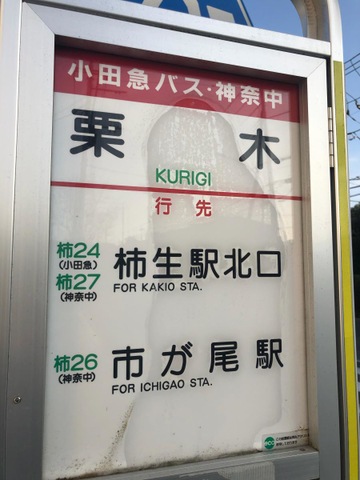 小田急バス・神奈中
栗木
KURIGI
行先
柿24
(小田急)
柿27
(神奈中)
柿生駅北口
FOR KAKIO STA.
柿26
(神奈中)
市が尾駅
FOR ICHIGAO STA.